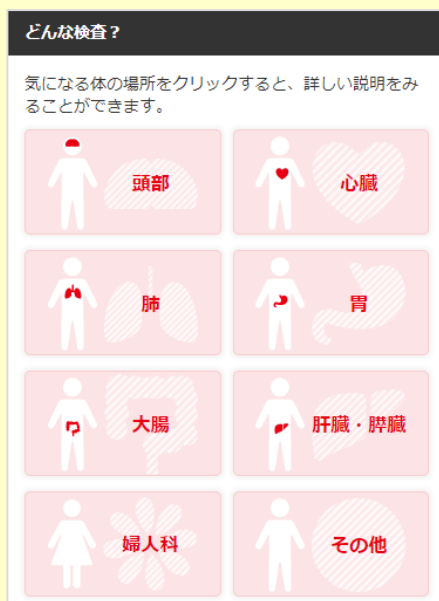 どんな検査？
気になる体の場所をクリックすると、詳しい説明をみ
ることができます。
頭部
心臓
肺
胃
大腸
肝臓・膵臓
婦人科
その他